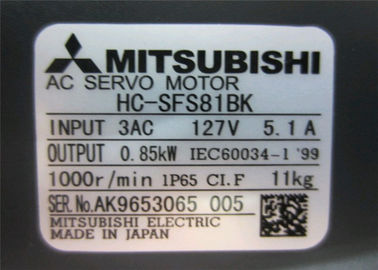 MITSUBISHI
AC SERVO MOTOR
HC-SFS81BK
INPUT 3AC 127V 5.1A
OUTPUT 0.85kW IEC60034-1 '99
1000r/min IP65 CI.F 11kg
SER.No.AK9653065 005
MITSUBISHI ELECTRIC
MADE IN JAPAN